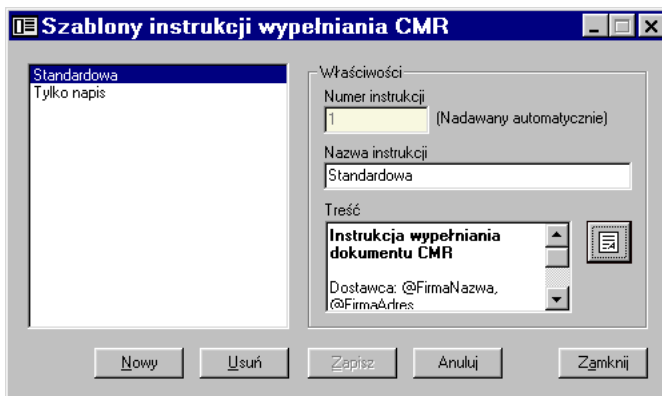 Szablony instrukcji wypełniania CMR
Standardowa
Tylko napis
Właściwości
Numer instrukcji
1 (Nadawany automatycznie)
Nazwa instrukcji
Standardowa
Treść
Instrukcja wypełniania
dokumentu CMR
Dostawca: @FirmaNazwa,
@FirmaAdres
Nowy Usuń Zapisz Anuluj Zamknij